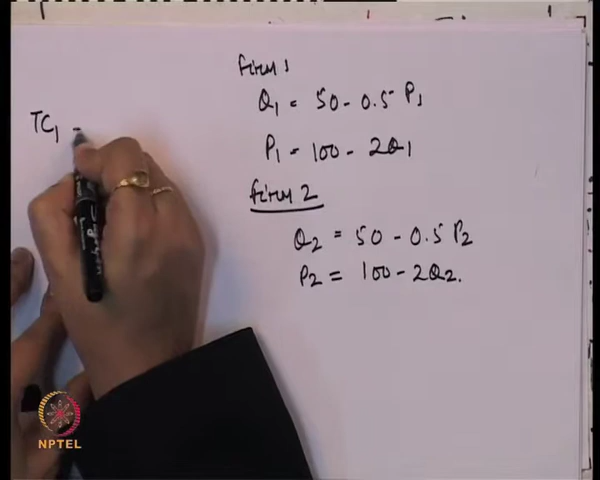 Firm 1
Q1 = 50 - 0.5 P1
TC1 =
P1 = 100 - 2Q1
Firm 2
Q2 = 50 - 0.5 P2
P2 = 100 - 2Q2.
NPTEL